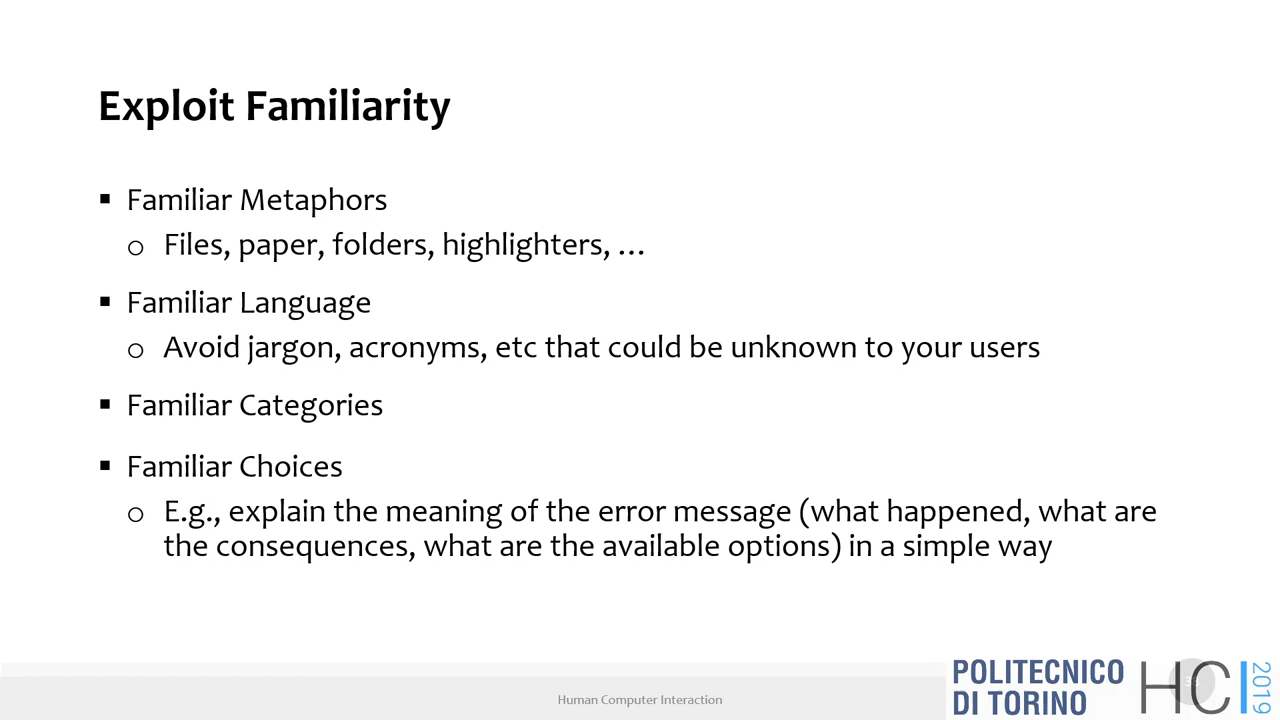 Exploit Familiarity
▪ Familiar Metaphors
o Files, paper, folders, highlighters, …
▪ Familiar Language
o Avoid jargon, acronyms, etc that could be unknown to your users
▪ Familiar Categories
▪ Familiar Choices
o E.g., explain the meaning of the error message (what happened, what are
the consequences, what are the available options) in a simple way
Human Computer Interaction
POLITECNICO
DI TORINO
HCI
2019